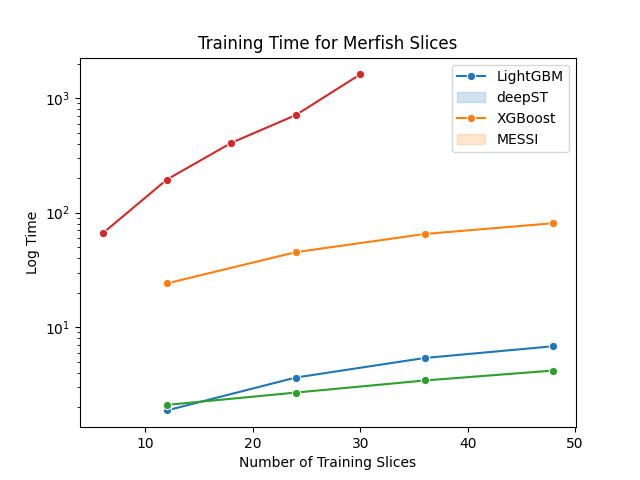 Training Time for Merfish Slices
LightGBM
deepST
XGBoost
MESSI
Log Time
10³
10²
10¹
10 20 30 40 50
Number of Training Slices